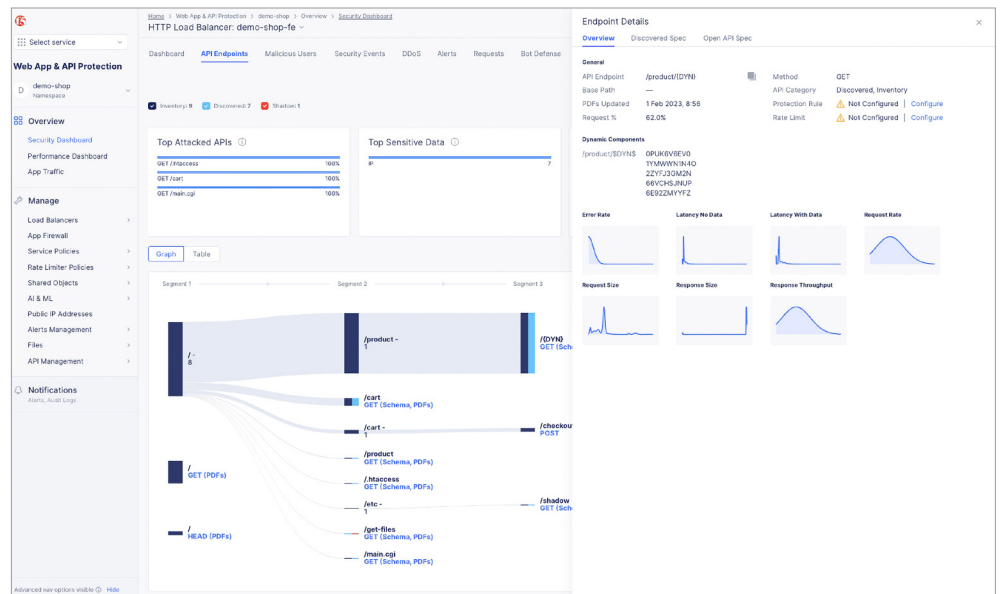 Select service
Web App & API Protection
D demo-shop
Namespace
Overview
Security Dashboard
Performance Dashboard
App Traffic
Manage
Load Balancers
App Firewall
Service Policies
Rate Limiter Policies
Shared Objects
AI & ML
Public IP Addresses
Alerts Management
Files
API Management
Notifications
Alerts, Audit Logs
Advanced nav options visible Hide
Home > Web App & API Protection > demo-shop > Overview > Security Dashboard
HTTP Load Balancer: demo-shop-fe
Dashboard API Endpoints Malicious Users Security Events DDoS Alerts Requests Bot Defense
Inventory: 9 Discovered: 7 Shadow: 1
Top Attacked APIs
GET /.htaccess 100%
GET /cart 100%
GET /main.cgi 100%
Top Sensitive Data
IP 7
Graph Table
Segment 1 Segment 2 Segment 3
/ -
8
/
GET (PDFs)
/
HEAD (PDFs)
/product -
1
/cart
GET (Schema, PDFs)
/cart -
1
/product
GET (Schema, PDFs)
/.htaccess
GET (Schema, PDFs)
/etc -
1
/get-files
GET (Schema, PDFs)
/main.cgi
GET (Schema, PDFs)
/{DYN}
GET (Sch
/checkou
POST
/shadow
GET (Sch
Endpoint Details
Overview Discovered Spec Open API Spec
General
API Endpoint /product/{DYN} Method GET
Base Path — API Category Discovered, Inventory
PDFs Updated 1 Feb 2023, 8:56 Protection Rule Not Configured | Configure
Request % 62.0% Rate Limit Not Configured | Configure
Dynamic Components
/product/$DYN$ 0PUK6V6EV0
1YMWWN1N4O
2ZYFJ3GM2N
66VCHSJNUP
6E92ZMYYFZ
Error Rate Latency No Data Latency With Data Request Rate
Request Size Response Size Response Throughput